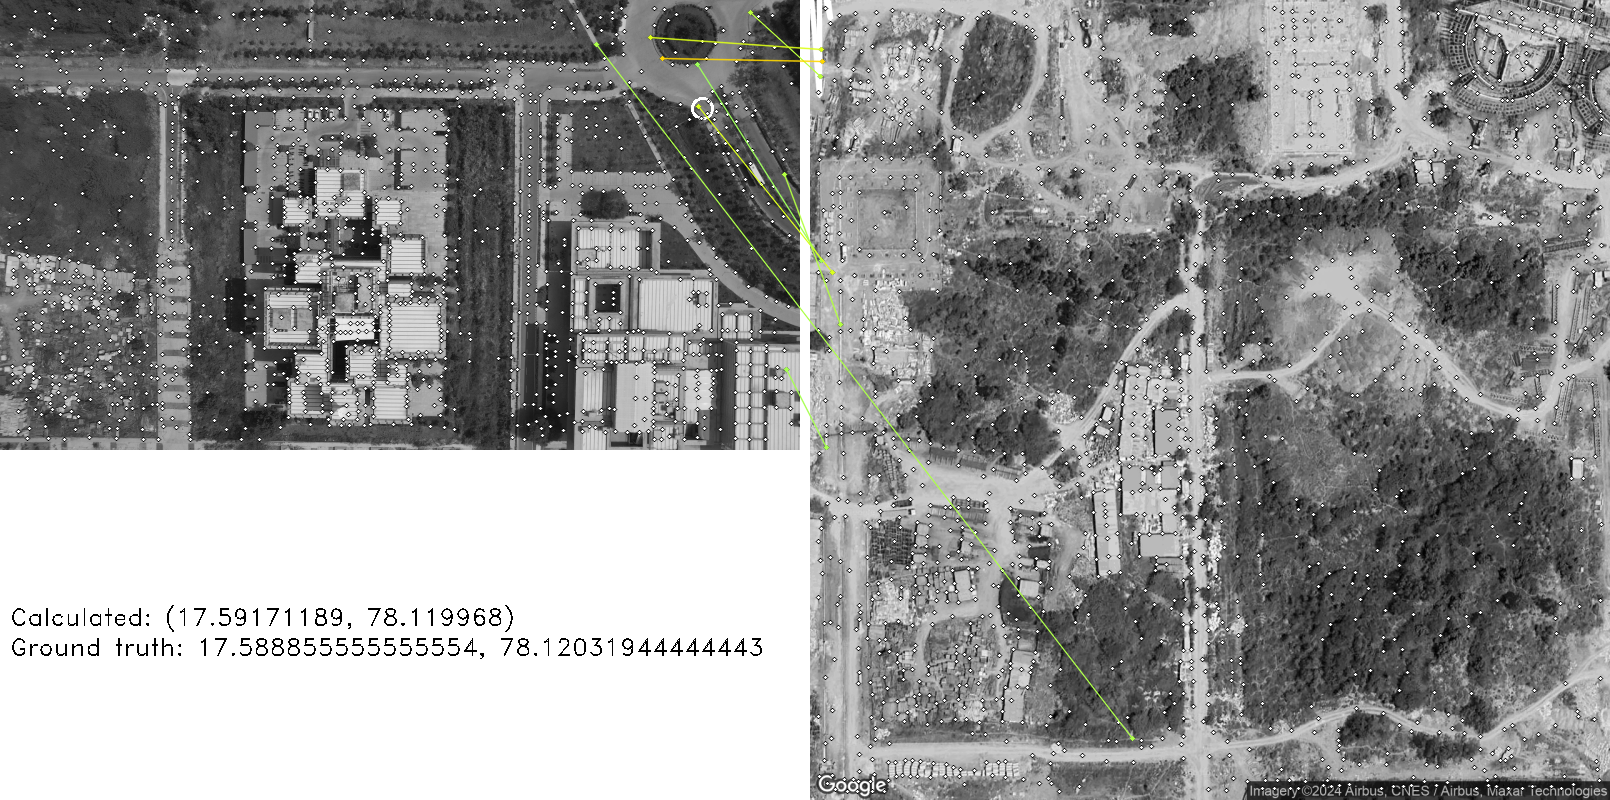 Calculated: (17.59171189, 78.119968)
Ground truth: 17.588855555555554, 78.12031944444443
Google
Imagery ©2024 Airbus, CNES / Airbus, Maxar Technologies